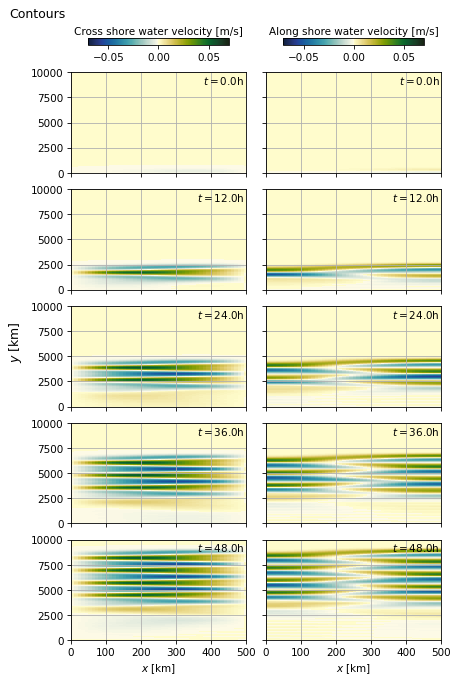 Contours
Cross shore water velocity [m/s] Along shore water velocity [m/s]
−0.05 0.00 0.05 −0.05 0.00 0.05
10000 t = 0.0h t = 0.0h
7500
5000
2500
0
10000 t = 12.0h t = 12.0h
7500
5000
2500
0
10000 t = 24.0h t = 24.0h
7500
y [km]
5000
2500
0
10000 t = 36.0h t = 36.0h
7500
5000
2500
0
10000 t = 48.0h t = 48.0h
7500
5000
2500
0
0 100 200 300 400 500 0 100 200 300 400 500
x [km] x [km]